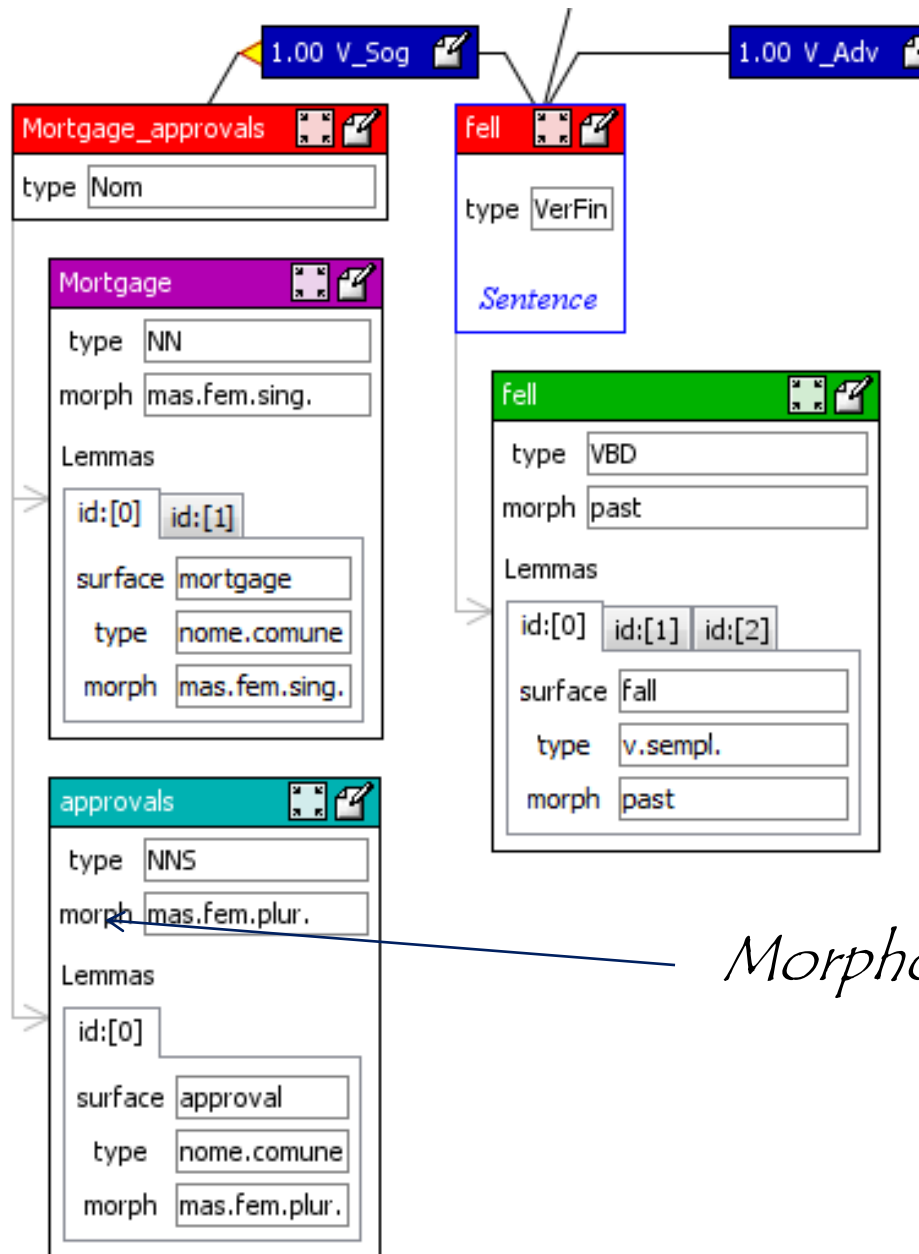 1.00 V_Sog
1.00 V_Adv
Mortgage_approvals
type Nom
Mortgage
type NN
morph mas.fem.sing.
Lemmas
id:[0] id:[1]
surface mortgage
type nome.comune
morph mas.fem.sing.
approvals
type NNS
morph mas.fem.plur.
Lemmas
id:[0]
surface approval
type nome.comune
morph mas.fem.plur.
fell
type VerFin
Sentence
fell
type VBD
morph past
Lemmas
id:[0] id:[1] id:[2]
surface fall
type v.sempl.
morph past